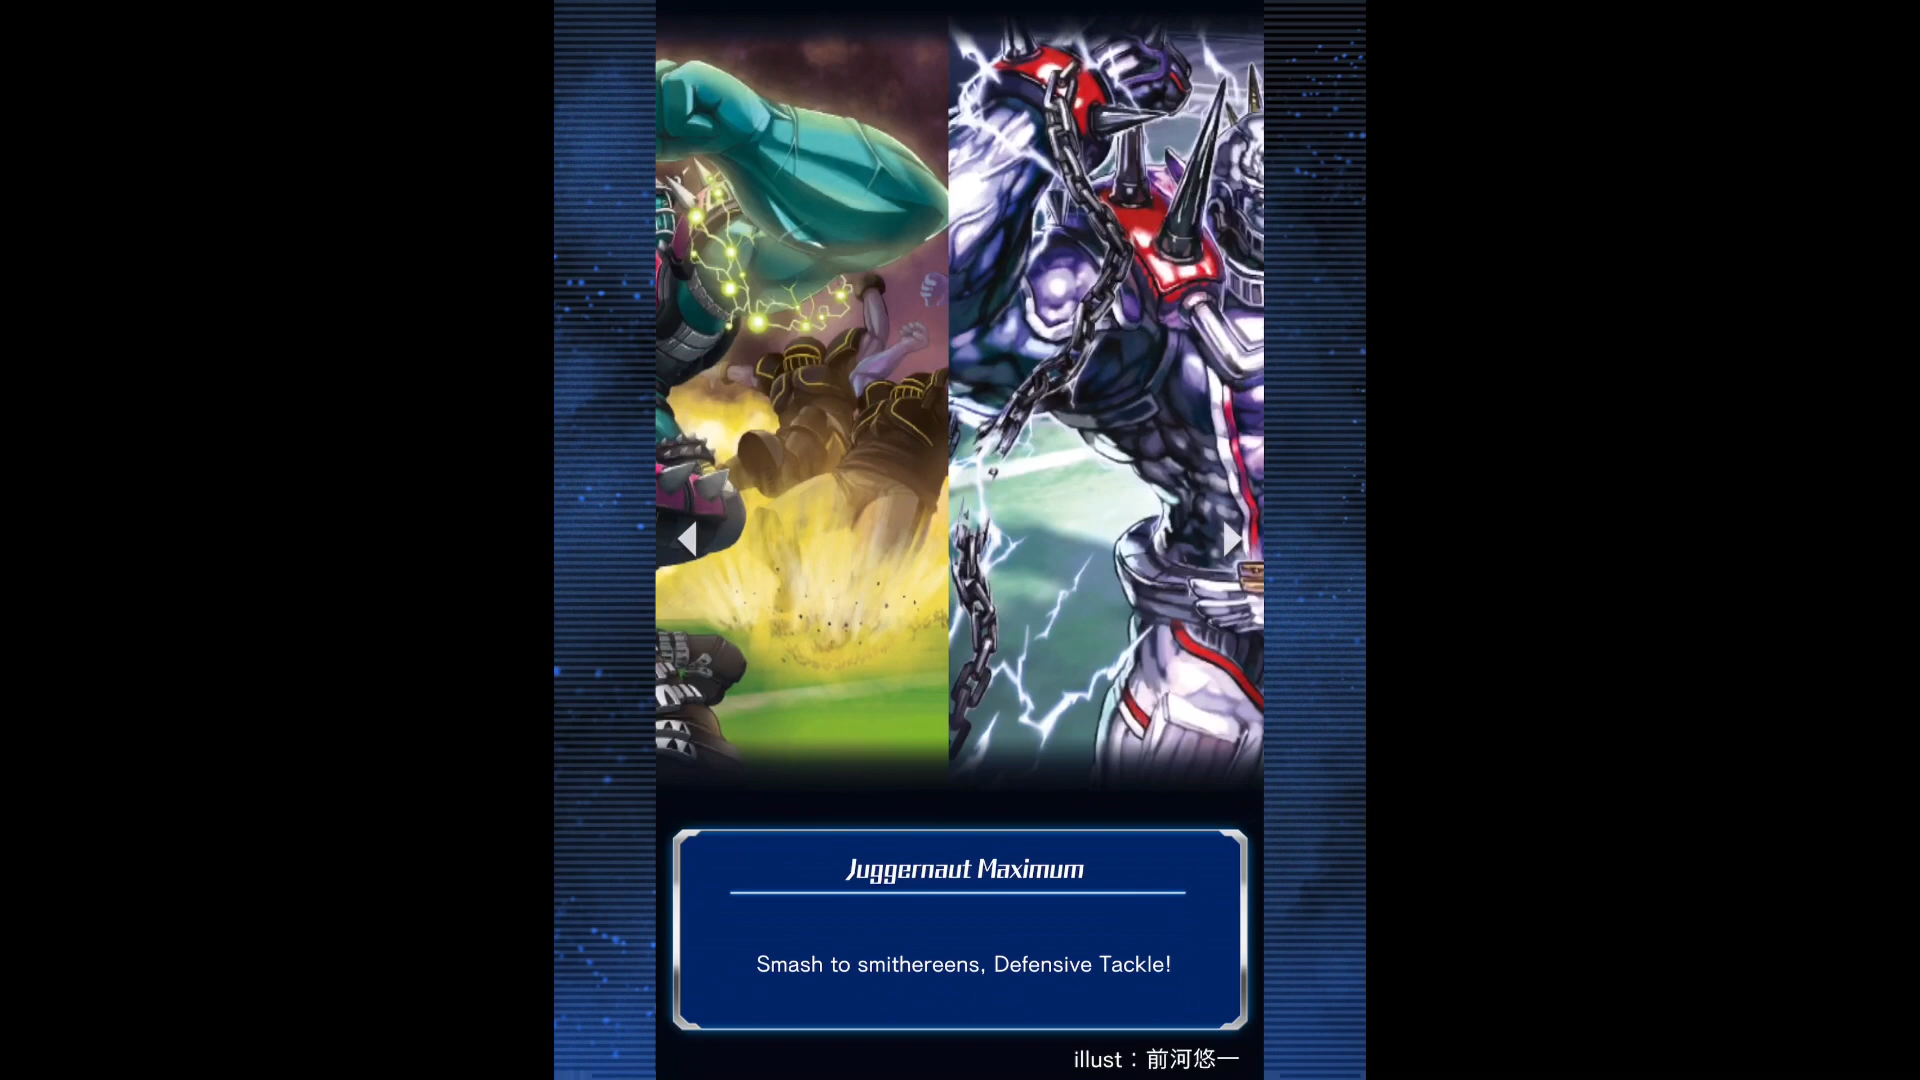 Juggernaut Maximum
Smash to smithereens, Defensive Tackle!
illust：前河悠一